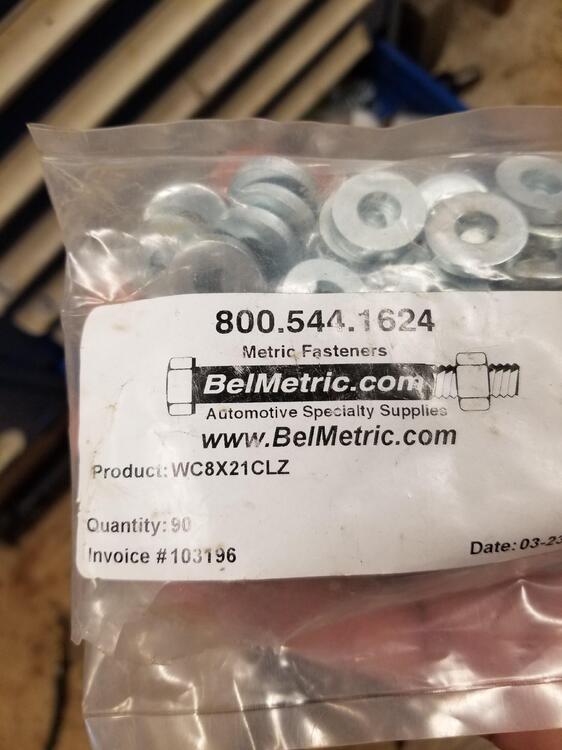 800.544.1624
Metric Fasteners
BelMetric.com
Automotive Specialty Supplies
www.BelMetric.com
Product: WC8X21CLZ
Quantity: 90
Invoice #103196
Date: 03-23